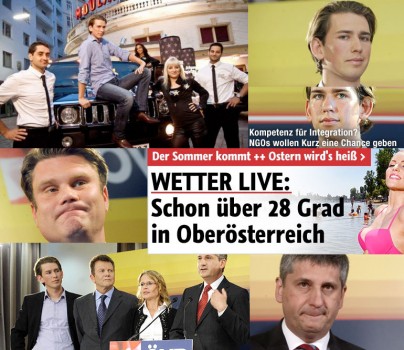 Kompetenz für Integration?
NGOs wollen Kurz eine Chance geben
Der Sommer kommt ++ Ostern wird's heiß >
WETTER LIVE:
Schon über 28 Grad
in Oberösterreich